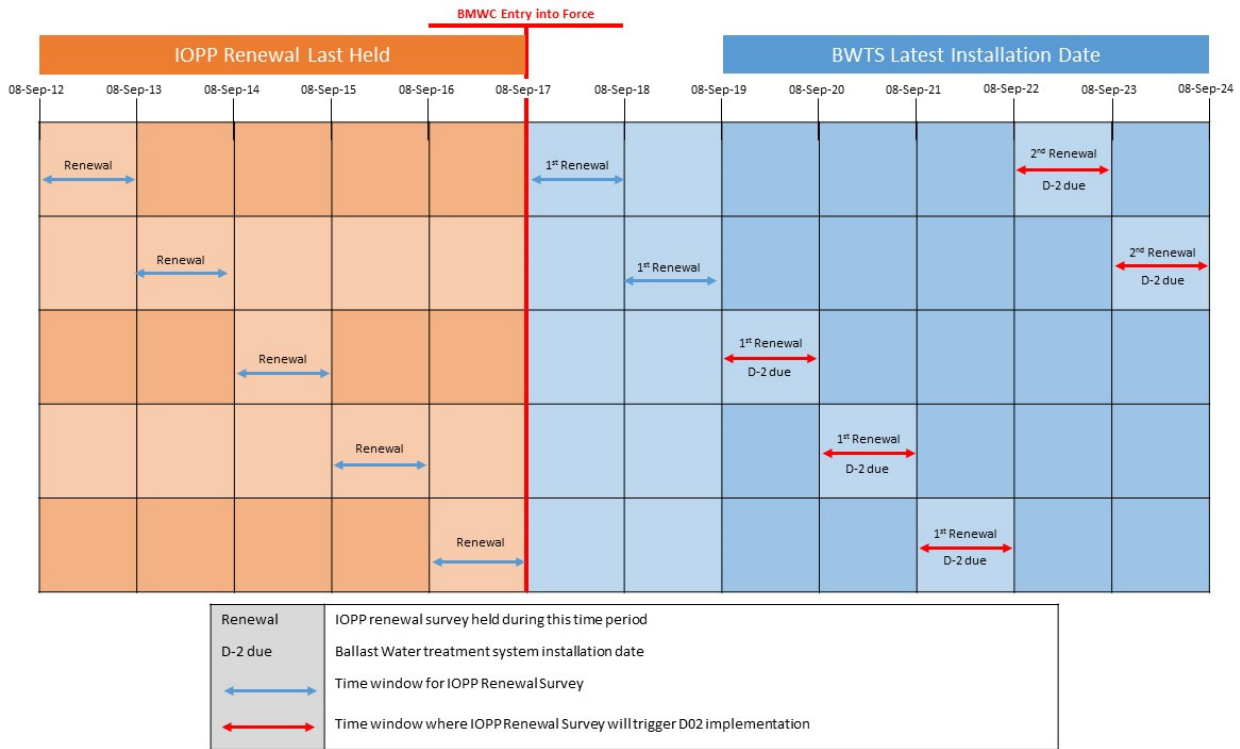 BMWC Entry into Force
IOPP Renewal Last Held
BWTS Latest Installation Date
08-Sep-12 08-Sep-13 08-Sep-14 08-Sep-15 08-Sep-16 08-Sep-17 08-Sep-18 08-Sep-19 08-Sep-20 08-Sep-21 08-Sep-22 08-Sep-23 08-Sep-24
Renewal 1st Renewal 2nd Renewal
D-2 due
Renewal 1st Renewal 2nd Renewal
D-2 due
Renewal 1st Renewal
D-2 due
Renewal 1st Renewal
D-2 due
Renewal 1st Renewal
D-2 due
Renewal IOPP renewal survey held during this time period
D-2 due Ballast Water treatment system installation date
Time window for IOPP Renewal Survey
Time window where IOPP Renewal Survey will trigger D02 implementation